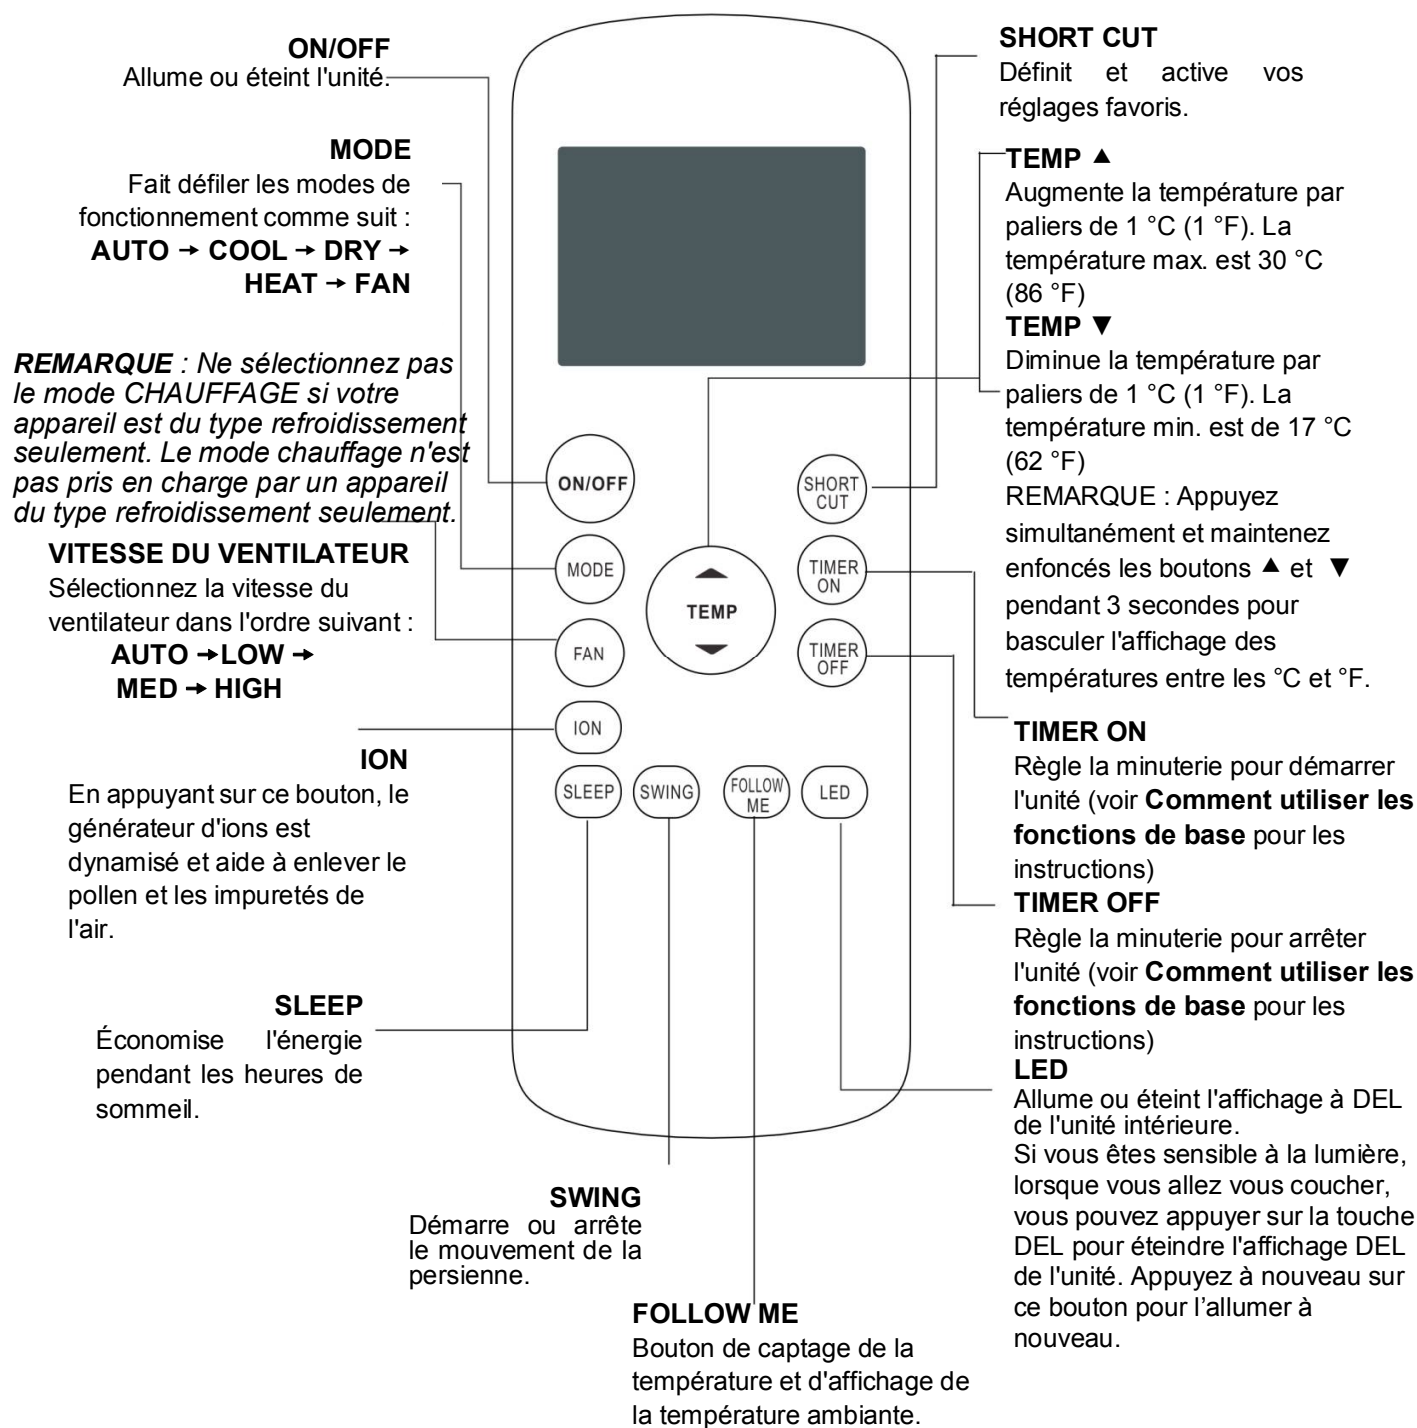 ON/OFF
Allume ou éteint l'unité.
MODE
Fait défiler les modes de
fonctionnement comme suit :
AUTO → COOL → DRY →
HEAT → FAN
REMARQUE : Ne sélectionnez pas
le mode CHAUFFAGE si votre
appareil est du type refroidissement
seulement. Le mode chauffage n'est
pas pris en charge par un appareil
du type refroidissement seulement.
VITESSE DU VENTILATEUR
Sélectionnez la vitesse du
ventilateur dans l'ordre suivant :
AUTO →LOW →
MED → HIGH
ION
En appuyant sur ce bouton, le
générateur d'ions est
dynamisé et aide à enlever le
pollen et les impuretés de
l'air.
SLEEP
Économise l'énergie
pendant les heures de
sommeil.
ON/OFF
MODE
FAN
ION
SLEEP
SWING
FOLLOW
ME
LED
▲
TEMP
▼
SHORT
CUT
TIMER
ON
TIMER
OFF
SWING
Démarre ou arrête
le mouvement de la
persienne.
FOLLOW ME
Bouton de captage de la
température et d'affichage de
la température ambiante.
SHORT CUT
Définit et active vos
réglages favoris.
TEMP ▲
Augmente la température par
paliers de 1 °C (1 °F). La
température max. est 30 °C
(86 °F)
TEMP ▼
Diminue la température par
paliers de 1 °C (1 °F). La
température min. est de 17 °C
(62 °F)
REMARQUE : Appuyez
simultanément et maintenez
enfoncés les boutons ▲ et ▼
pendant 3 secondes pour
basculer l'affichage des
températures entre les °C et °F.
TIMER ON
Règle la minuterie pour démarrer
l'unité (voir Comment utiliser les
fonctions de base pour les
instructions)
TIMER OFF
Règle la minuterie pour arrêter
l'unité (voir Comment utiliser les
fonctions de base pour les
instructions)
LED
Allume ou éteint l'affichage à DEL
de l'unité intérieure.
Si vous êtes sensible à la lumière,
lorsque vous allez vous coucher,
vous pouvez appuyer sur la touche
DEL pour éteindre l'affichage DEL
de l'unité. Appuyez à nouveau sur
ce bouton pour l’allumer à
nouveau.